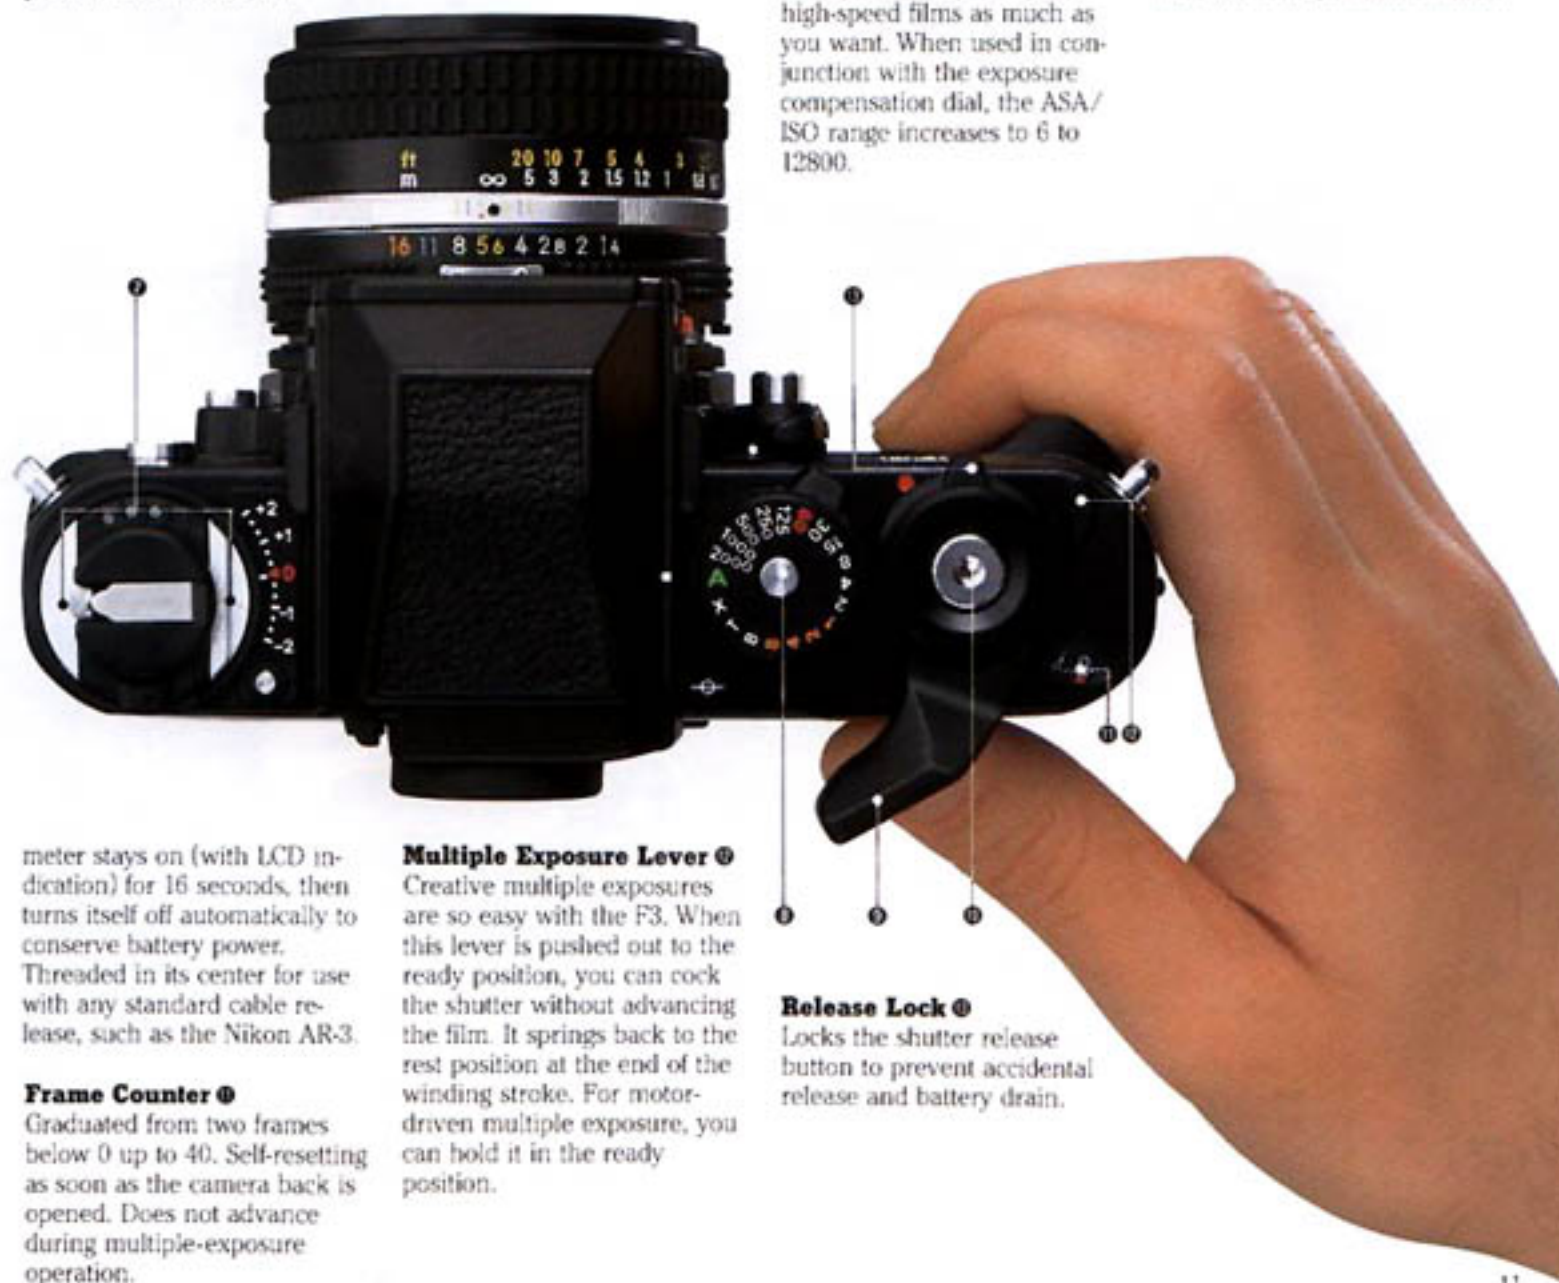 high-speed films as much as
you want. When used in con-
junction with the exposure
compensation dial, the ASA/
ISO range increases to 6 to
12800.
ft 20 10 7 5 4 3
m ∞ 5 3 2 1.5 1.2 1
16 11 8 5.6 4 2.8 2 1.4
7
13
+2
+1
0
-1
-2
A 2000 1000 500 250 125 60 30 15 8 4 2 1 2 4 8 B T X
11 12
8 9 10
meter stays on (with LCD in-
dication) for 16 seconds, then
turns itself off automatically to
conserve battery power.
Threaded in its center for use
with any standard cable re-
lease, such as the Nikon AR-3.
Frame Counter ⓫
Graduated from two frames
below 0 up to 40. Self-resetting
as soon as the camera back is
opened. Does not advance
during multiple-exposure
operation.
Multiple Exposure Lever ⓬
Creative multiple exposures
are so easy with the F3. When
this lever is pushed out to the
ready position, you can cock
the shutter without advancing
the film. It springs back to the
rest position at the end of the
winding stroke. For motor-
driven multiple exposure, you
can hold it in the ready
position.
Release Lock ⓭
Locks the shutter release
button to prevent accidental
release and battery drain.